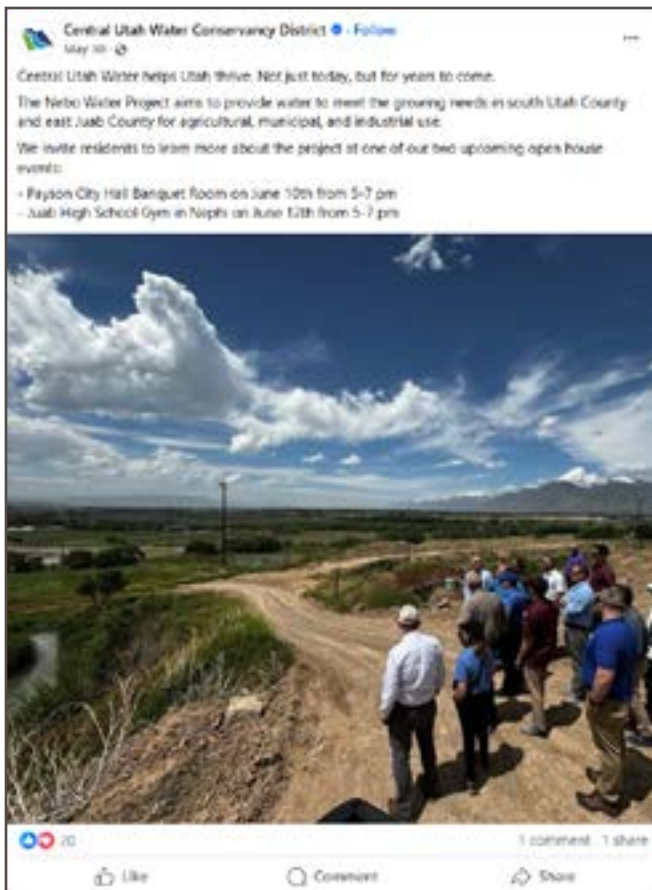 Central Utah Water Conservancy District · Follow
May 30 ·
Central Utah Water helps Utah thrive. Not just today, but for years to come.
The Nebo Water Project aims to provide water to meet the growing needs in south Utah County
and east Juab County for agricultural, municipal, and industrial use.
We invite residents to learn more about the project at one of our two upcoming open house
events:
- Payson City Hall Banquet Room on June 10th from 5-7 pm
- Juab High School Gym in Nephi on June 12th from 5-7 pm
20
1 comment 1 share
Like
Comment
Share